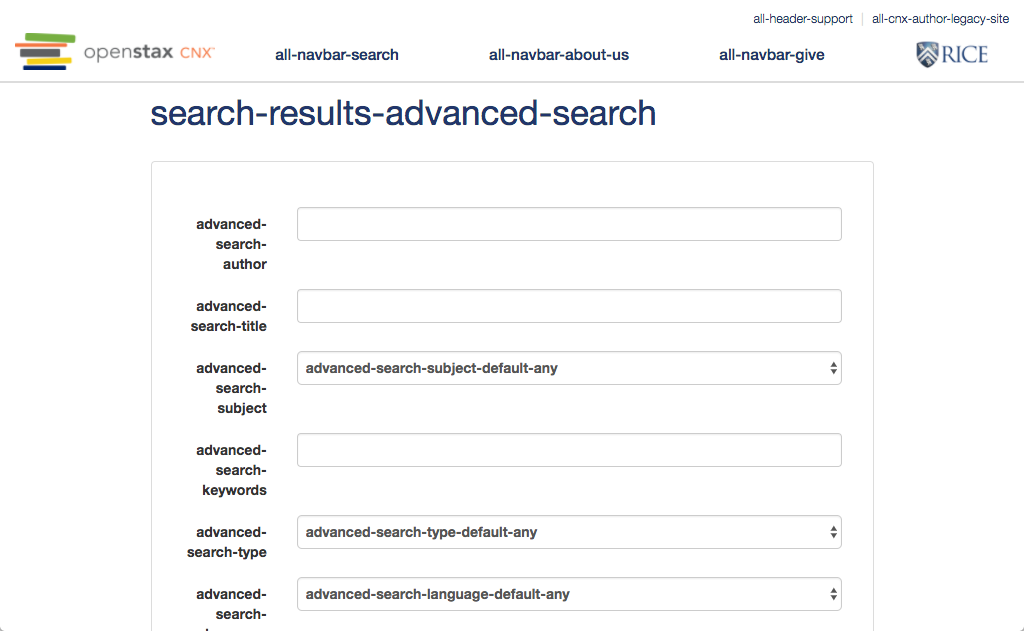 all-header-support
all-cnx-author-legacy-site
openstax CNX
all-navbar-search
all-navbar-about-us
all-navbar-give
RICE
search-results-advanced-search
advanced-
search-
author
advanced-
search-title
advanced-
search-
subject
advanced-search-subject-default-any
advanced-
search-
keywords
advanced-
search-type
advanced-search-type-default-any
advanced-
search-
advanced-search-language-default-any